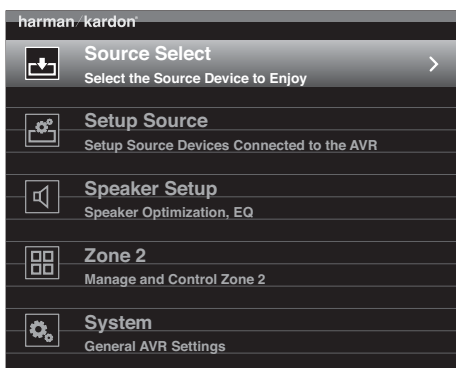 harman/kardon®
Source Select
Select the Source Device to Enjoy
Setup Source
Setup Source Devices Connected to the AVR
Speaker Setup
Speaker Optimization, EQ
Zone 2
Manage and Control Zone 2
System
General AVR Settings